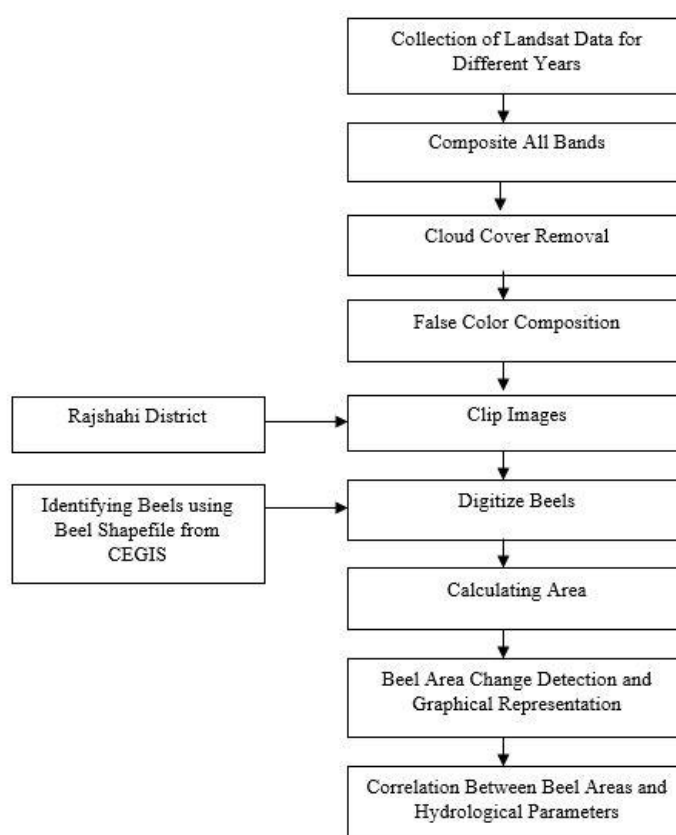 Collection of Landsat Data for
Different Years
Composite All Bands
Cloud Cover Removal
False Color Composition
Rajshahi District
Clip Images
Identifying Beels using
Beel Shapefile from
CEGIS
Digitize Beels
Calculating Area
Beel Area Change Detection and
Graphical Representation
Correlation Between Beel Areas and
Hydrological Parameters